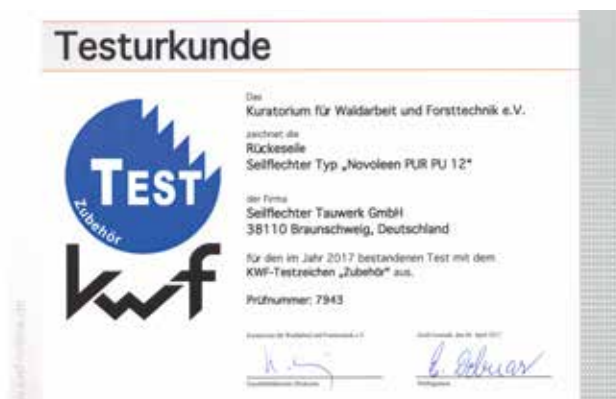 Testurkunde
TEST
Zubehör
kwf
Das
Kuratorium für Waldarbeit und Forsttechnik e.V.
zeichnet die
Rückeseile
Seilflechter Typ „Novoleen PUR PU 12“
der Firma
Seilflechter Tauwerk GmbH
38110 Braunschweig, Deutschland
für den im Jahr 2017 bestandenen Test mit dem
KWF-Testzeichen „Zubehör“ aus.
Prüfnummer: 7943